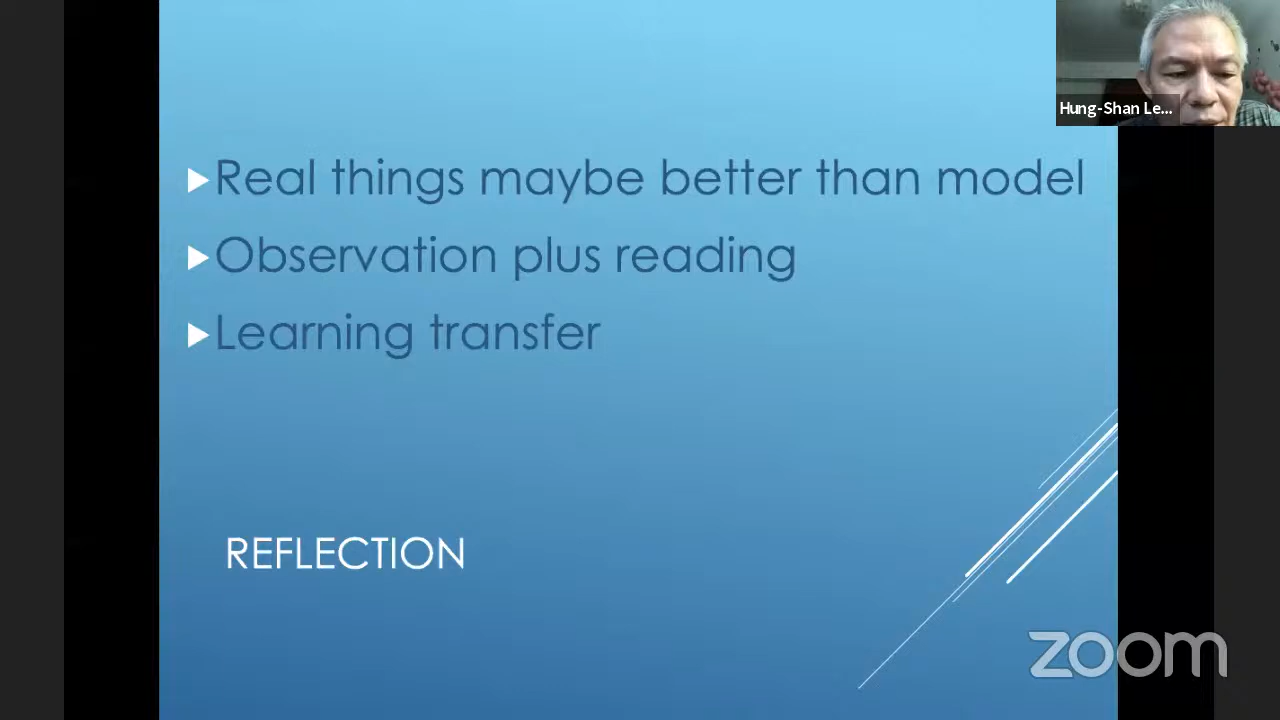 Hung-Shan Le...
Real things maybe better than model
Observation plus reading
Learning transfer
REFLECTION
zoom